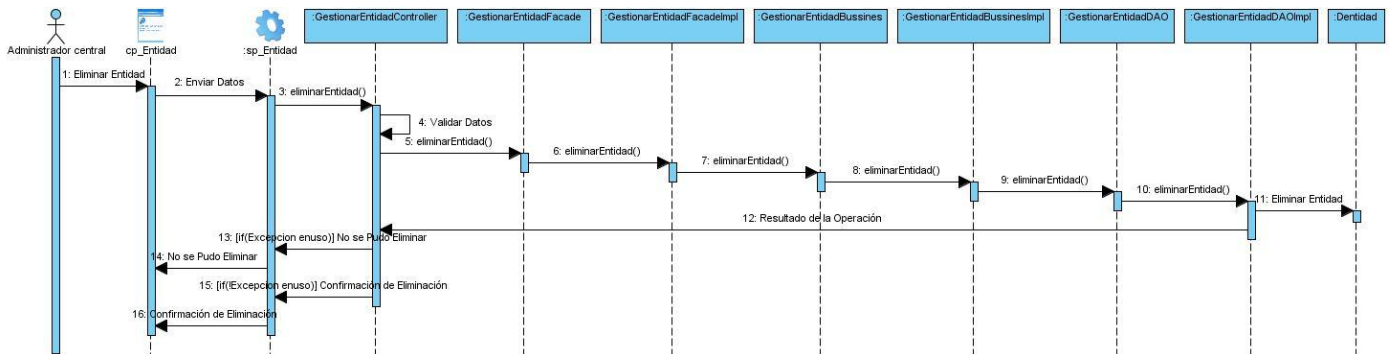 :GestionarEntidadController
:GestionarEntidadFacade
:GestionarEntidadFacadeImpl
:GestionarEntidadBussines
:GestionarEntidadBussinesImpl
:GestionarEntidadDAO
:GestionarEntidadDAOImpl
:Dentidad
Administrador central
cp_Entidad
:sp_Entidad
1: Eliminar Entidad
2: Enviar Datos
3: eliminarEntidad()
4: Validar Datos
5: eliminarEntidad()
6: eliminarEntidad()
7: eliminarEntidad()
8: eliminarEntidad()
9: eliminarEntidad()
10: eliminarEntidad()
11: Eliminar Entidad
12: Resultado de la Operación
13: [if(Excepcion enuso)] No se Pudo Eliminar
14: No se Pudo Eliminar
15: [if(!Excepcion enuso)] Confirmación de Eliminación
16: Confirmación de Eliminación